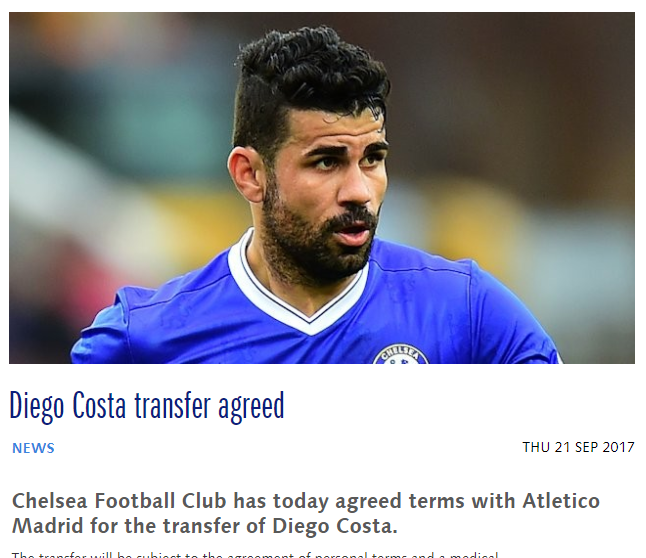 CHELSEA
Diego Costa transfer agreed
NEWS
THU 21 SEP 2017
Chelsea Football Club has today agreed terms with Atletico
Madrid for the transfer of Diego Costa.
The transfer will be subject to the agreement of personal terms and a medical